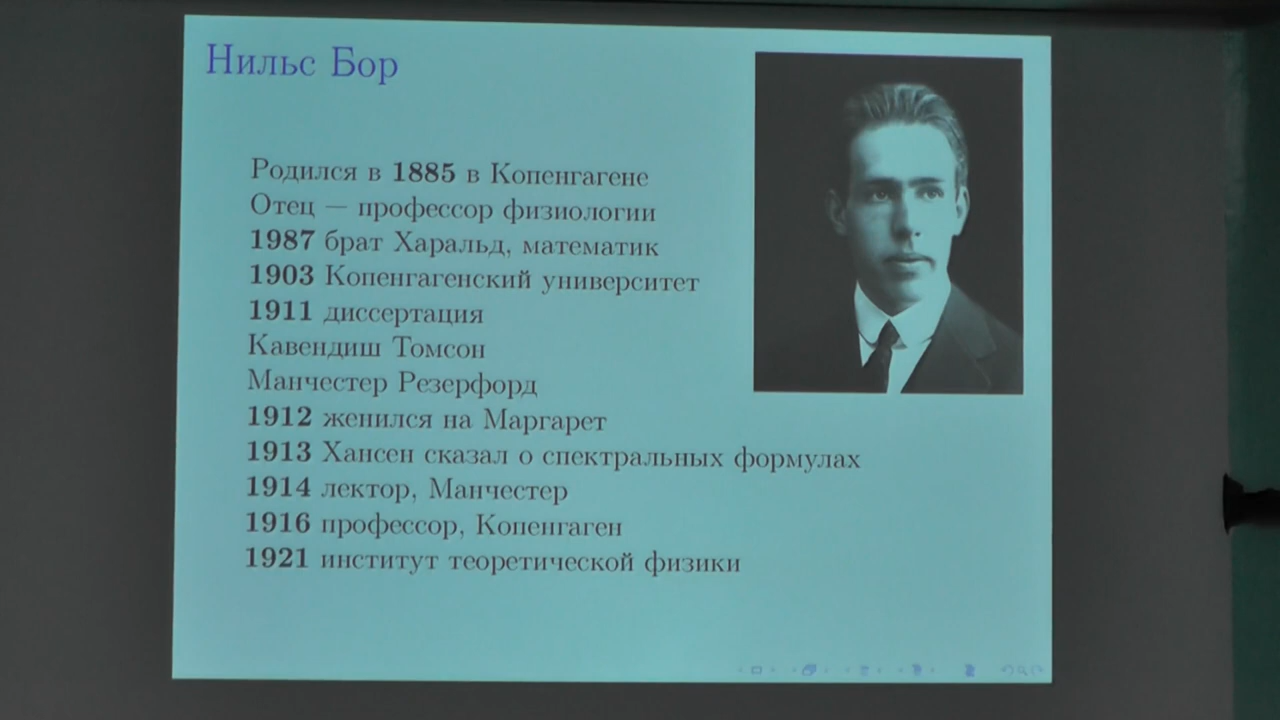 Нильс Бор
Родился в 1885 в Копенгагене
Отец — профессор физиологии
1987 брат Харальд, математик
1903 Копенгагенский университет
1911 диссертация
Кавендиш Томсон
Манчестер Резерфорд
1912 женился на Маргарет
1913 Хансен сказал о спектральных формулах
1914 лектор, Манчестер
1916 профессор, Копенгаген
1921 институт теоретической физики